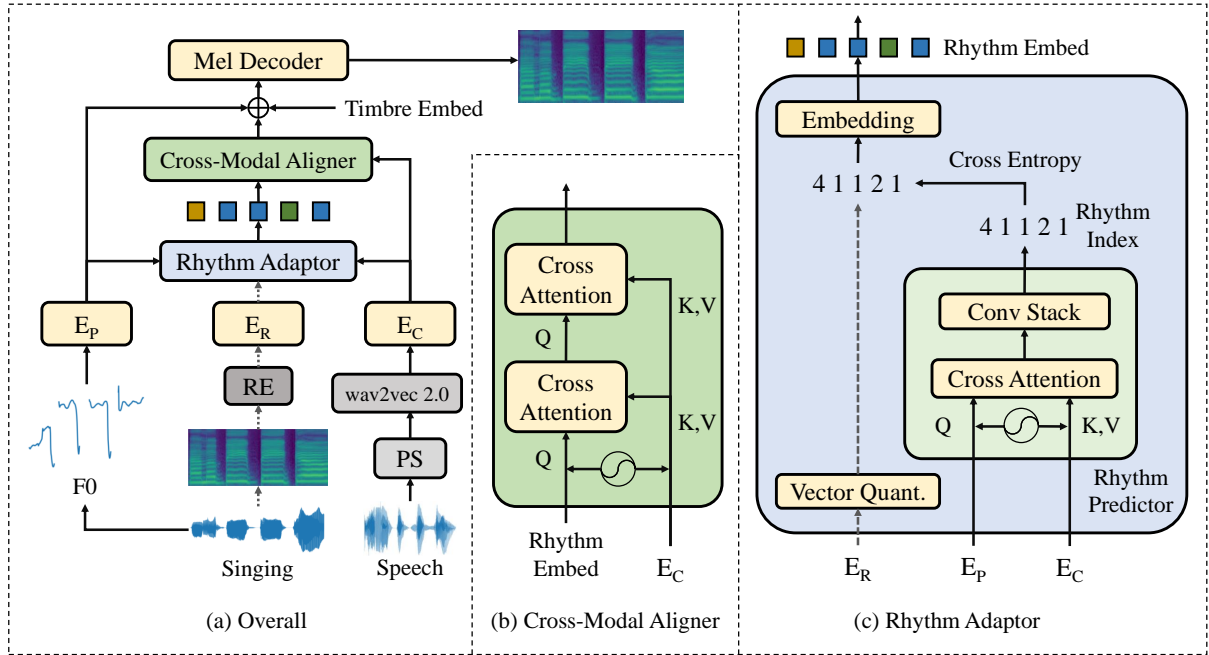 Mel Decoder
Timbre Embed
Cross-Modal Aligner
Rhythm Adaptor
E_P
E_R
E_C
RE
wav2vec 2.0
PS
F0
Singing
Speech
(a) Overall
Cross
Attention
K,V
Q
Cross
Attention
K,V
Q
Rhythm
Embed
E_C
(b) Cross-Modal Aligner
Rhythm Embed
Embedding
Cross Entropy
4 1 1 2 1
4 1 1 2 1
Rhythm
Index
Conv Stack
Cross Attention
Q
K,V
Vector Quant.
Rhythm
Predictor
E_R
E_P
E_C
(c) Rhythm Adaptor